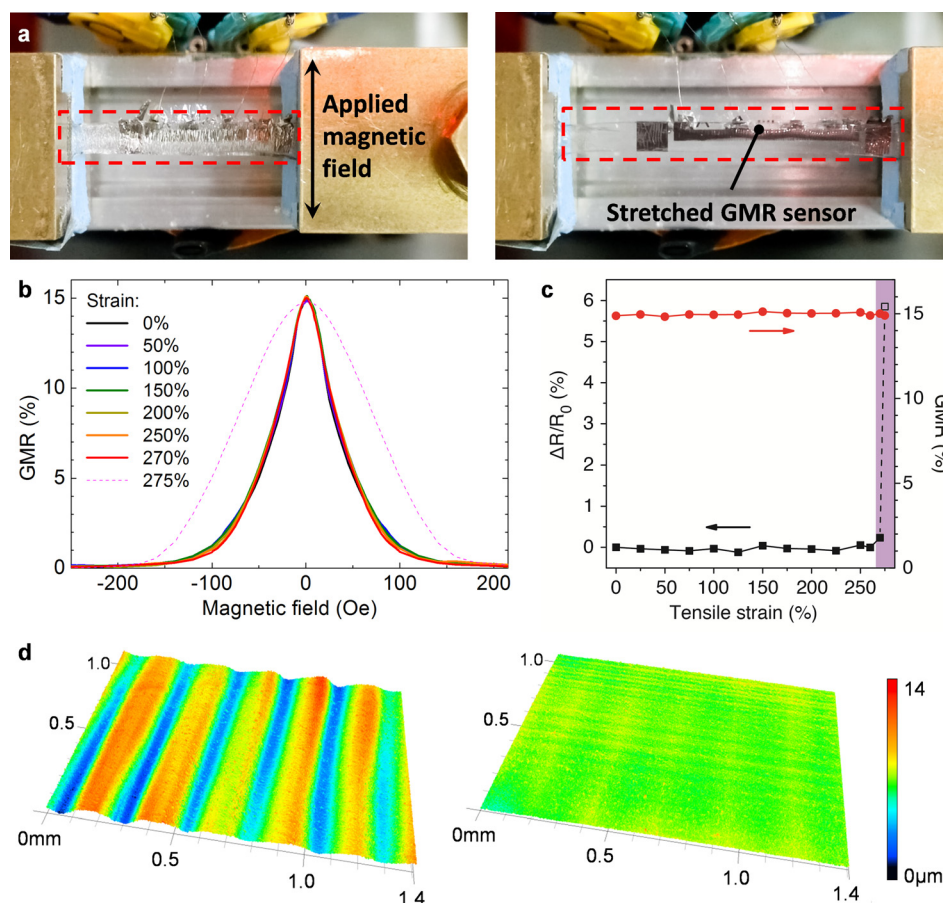 a
Applied
magnetic
field
Stretched GMR sensor
b
Strain:
0%
50%
100%
150%
200%
250%
270%
275%
15
10
5
0
GMR (%)
-200
-100
0
100
200
Magnetic field (Oe)
c
6
5
4
3
2
1
0
ΔR/R0 (%)
15
10
5
0
GMR (%)
0
50
100
150
200
250
Tensile strain (%)
d
1.0
0.5
0mm
0.5
1.0
1.4
1.0
0.5
0mm
0.5
1.0
1.4
14
0µm